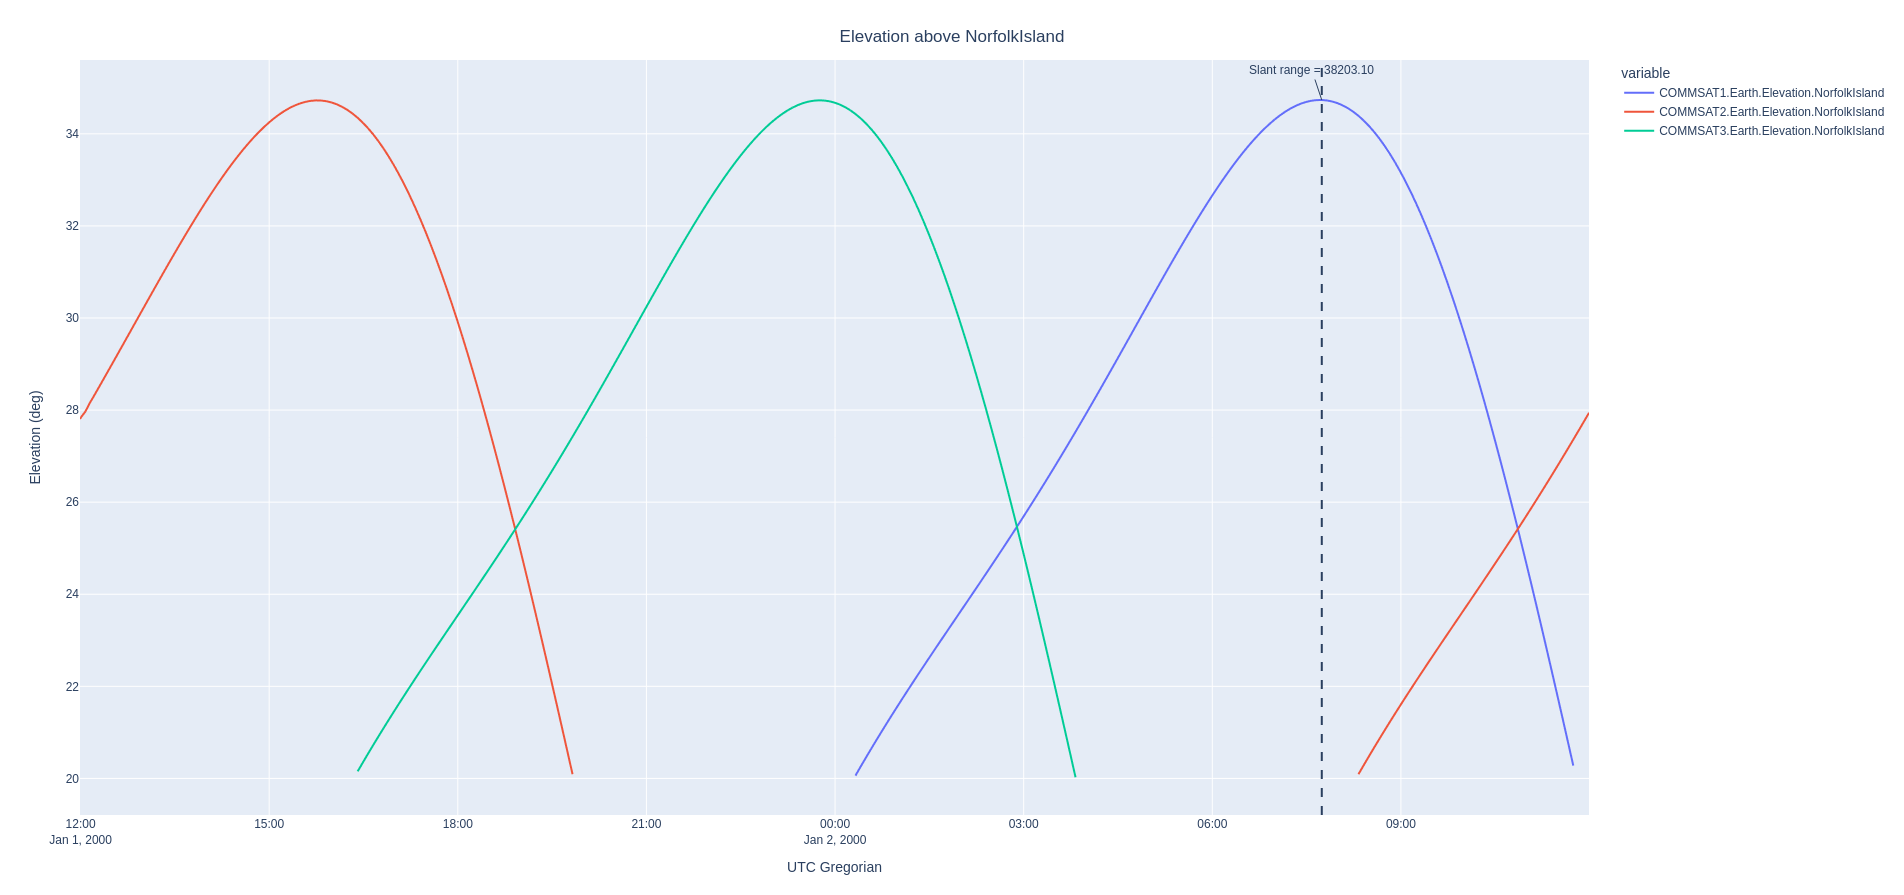 Elevation above NorfolkIsland
Slant range = 38203.10
variable
COMMSAT1.Earth.Elevation.NorfolkIsland
COMMSAT2.Earth.Elevation.NorfolkIsland
COMMSAT3.Earth.Elevation.NorfolkIsland
Elevation (deg)
34
32
30
28
26
24
22
20
12:00 15:00 18:00 21:00 00:00 03:00 06:00 09:00
Jan 1, 2000 Jan 2, 2000
UTC Gregorian